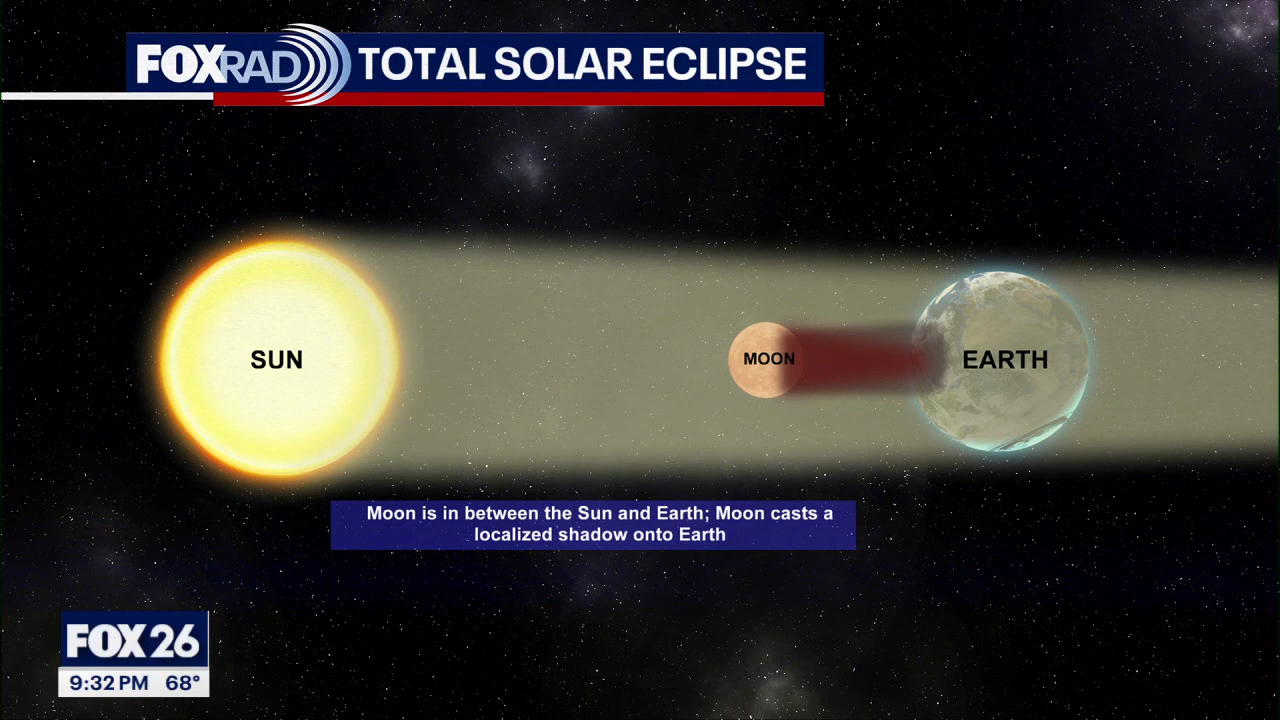 FOXRAD TOTAL SOLAR ECLIPSE
SUN
MOON
EARTH
Moon is in between the Sun and Earth; Moon casts a
localized shadow onto Earth
FOX 26
9:32 PM 68°